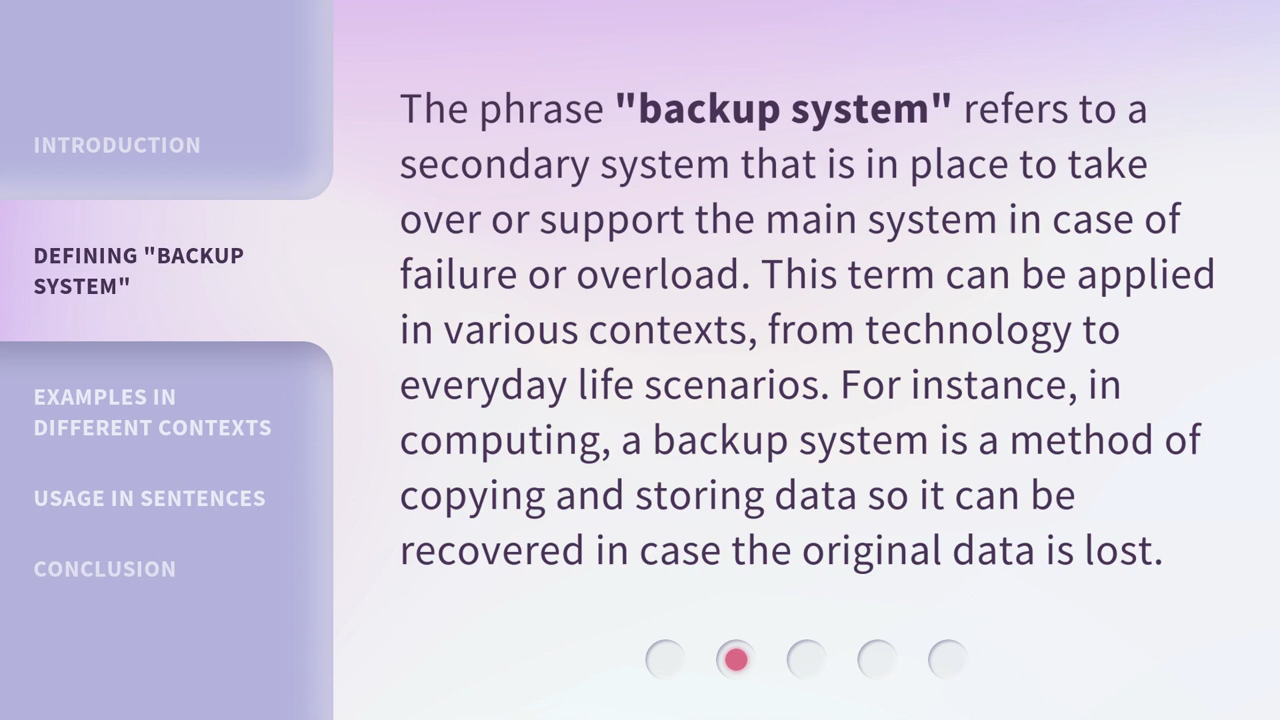 INTRODUCTION
DEFINING "BACKUP
SYSTEM"
EXAMPLES IN
DIFFERENT CONTEXTS
USAGE IN SENTENCES
CONCLUSION
The phrase "backup system" refers to a
secondary system that is in place to take
over or support the main system in case of
failure or overload. This term can be applied
in various contexts, from technology to
everyday life scenarios. For instance, in
computing, a backup system is a method of
copying and storing data so it can be
recovered in case the original data is lost.